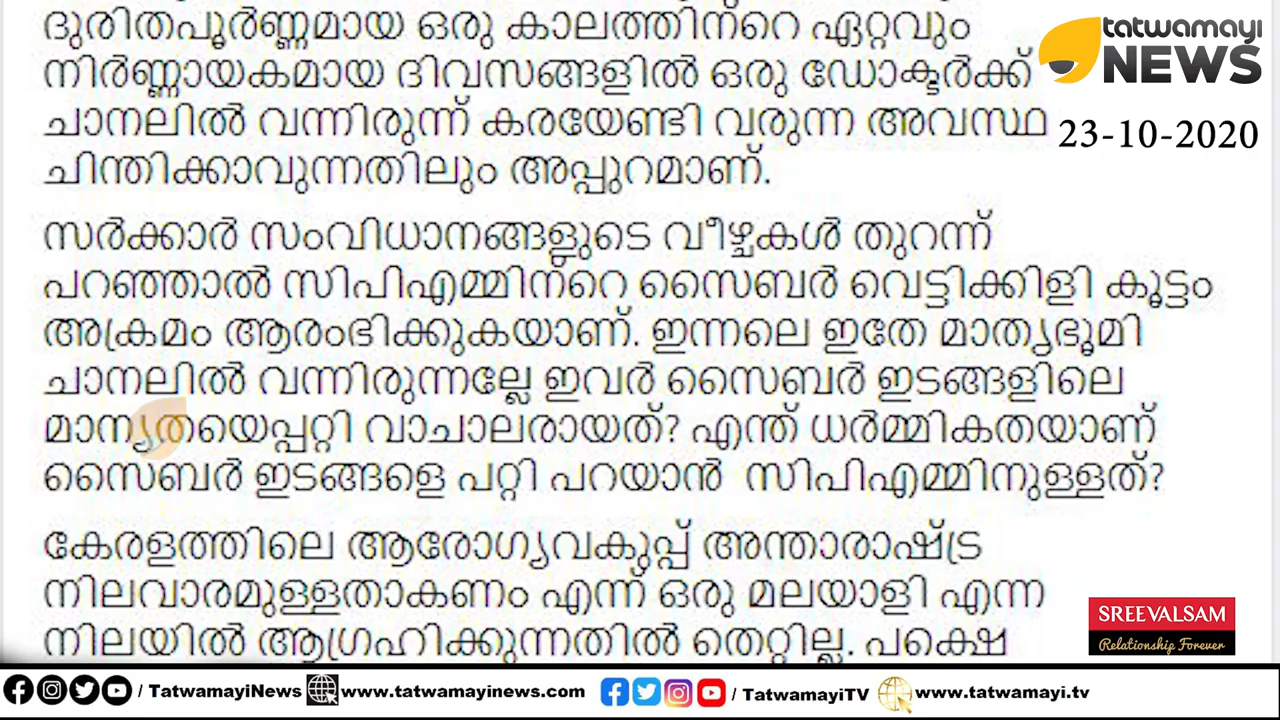 ദുരിതപൂർണ്ണമായ ഒരു കാലത്തിൻറെ ഏറ്റവും
നിർണ്ണായകമായ ദിവസങ്ങളിൽ ഒരു ഡോക്ടർക്ക്
ചാനലിൽ വന്നിരുന്ന് കരയേണ്ടി വരുന്ന അവസ്ഥ
ചിന്തിക്കാവുന്നതിലും അപ്പുറമാണ്.
tatwamayi
NEWS
23-10-2020
സർക്കാർ സംവിധാനങ്ങളുടെ വീഴ്ചകൾ തുറന്ന്
പറഞ്ഞാൽ സിപിഎമ്മിൻറെ സൈബർ വെട്ടിക്കിളി കൂട്ടം
അക്രമം ആരംഭിക്കുകയാണ്. ഇന്നലെ ഇതേ മാതൃഭൂമി
ചാനലിൽ വന്നിരുന്നല്ലേ ഇവർ സൈബർ ഇടങ്ങളിലെ
മാന്യതയെപ്പറ്റി വാചാലരായത്? എന്ത് ധർമ്മികതയാണ്
സൈബർ ഇടങ്ങളെ പറ്റി പറയാൻ സിപിഎമ്മിനുള്ളത്?
കേരളത്തിലെ ആരോഗ്യവകുപ്പ് അന്താരാഷ്ട്ര
നിലവാരമുള്ളതാകണം എന്ന് ഒരു മലയാളി എന്ന
നിലയിൽ ആഗ്രഹിക്കുന്നതിൽ തെറ്റില്ല. പക്ഷെ
SREEVALSAM
Relationship Forever
/ TatwamayiNews www.tatwamayinews.com / TatwamayiTV www.tatwamayi.tv